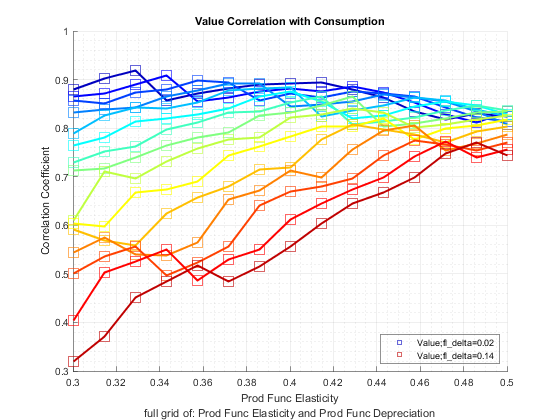 Value Correlation with Consumption
1
0.9
0.8
0.7
0.6
0.5
0.4
0.3
Correlation Coefficient
Value;fl_delta=0.02
Value;fl_delta=0.14
0.3 0.32 0.34 0.36 0.38 0.4 0.42 0.44 0.46 0.48 0.5
Prod Func Elasticity
full grid of: Prod Func Elasticity and Prod Func Depreciation